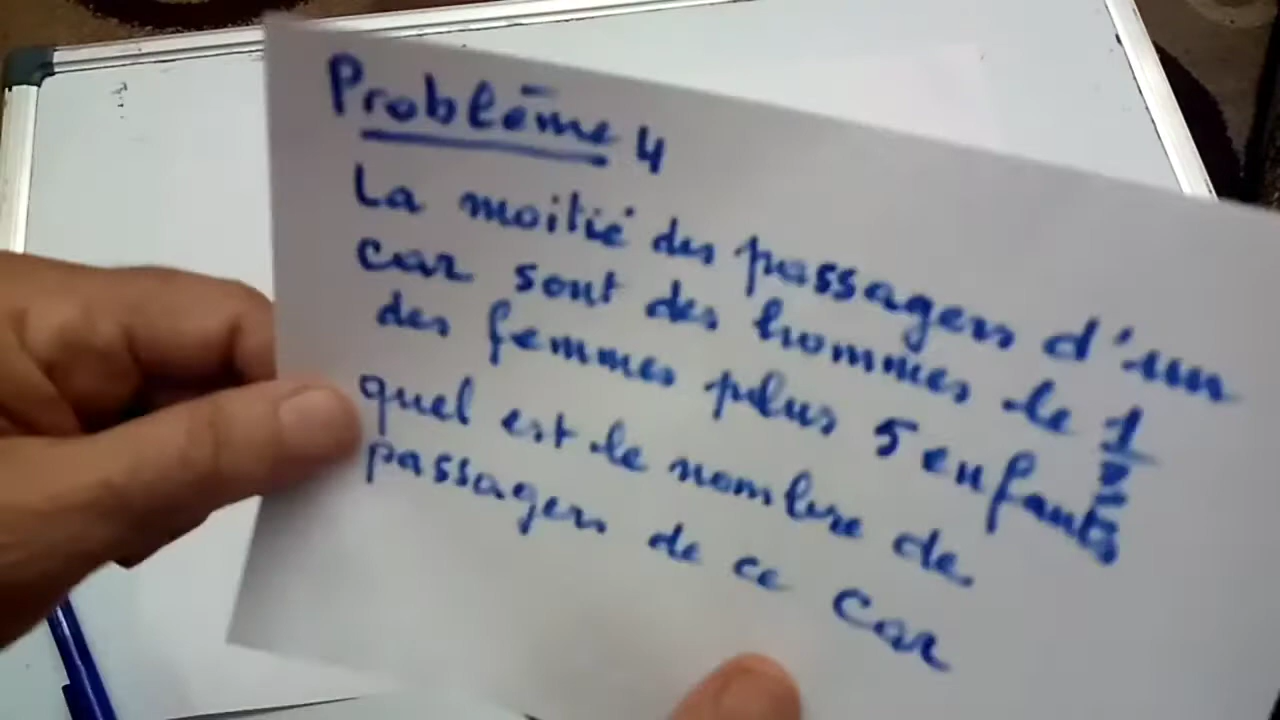 Problème 4
La moitié des passagers d'un
car sont des hommes le 1
des femmes plus 5 enfants
quel est le nombre de
passagers de ce car